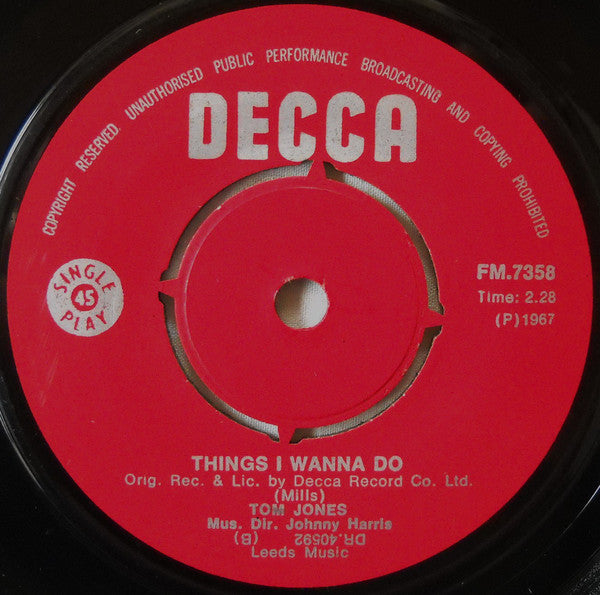 COPYRIGHT RESERVED. UNAUTHORISED PUBLIC PERFORMANCE BROADCASTING AND COPYING PROHIBITED
DECCA
SINGLE
45
PLAY
FM.7358
Time: 2.28
(P)1967
THINGS I WANNA DO
Orig. Rec. & Lic. by Decca Record Co. Ltd.
(Mills)
TOM JONES
Mus. Dir. Johnny Harris
DR.40592 (B)
Leeds Music